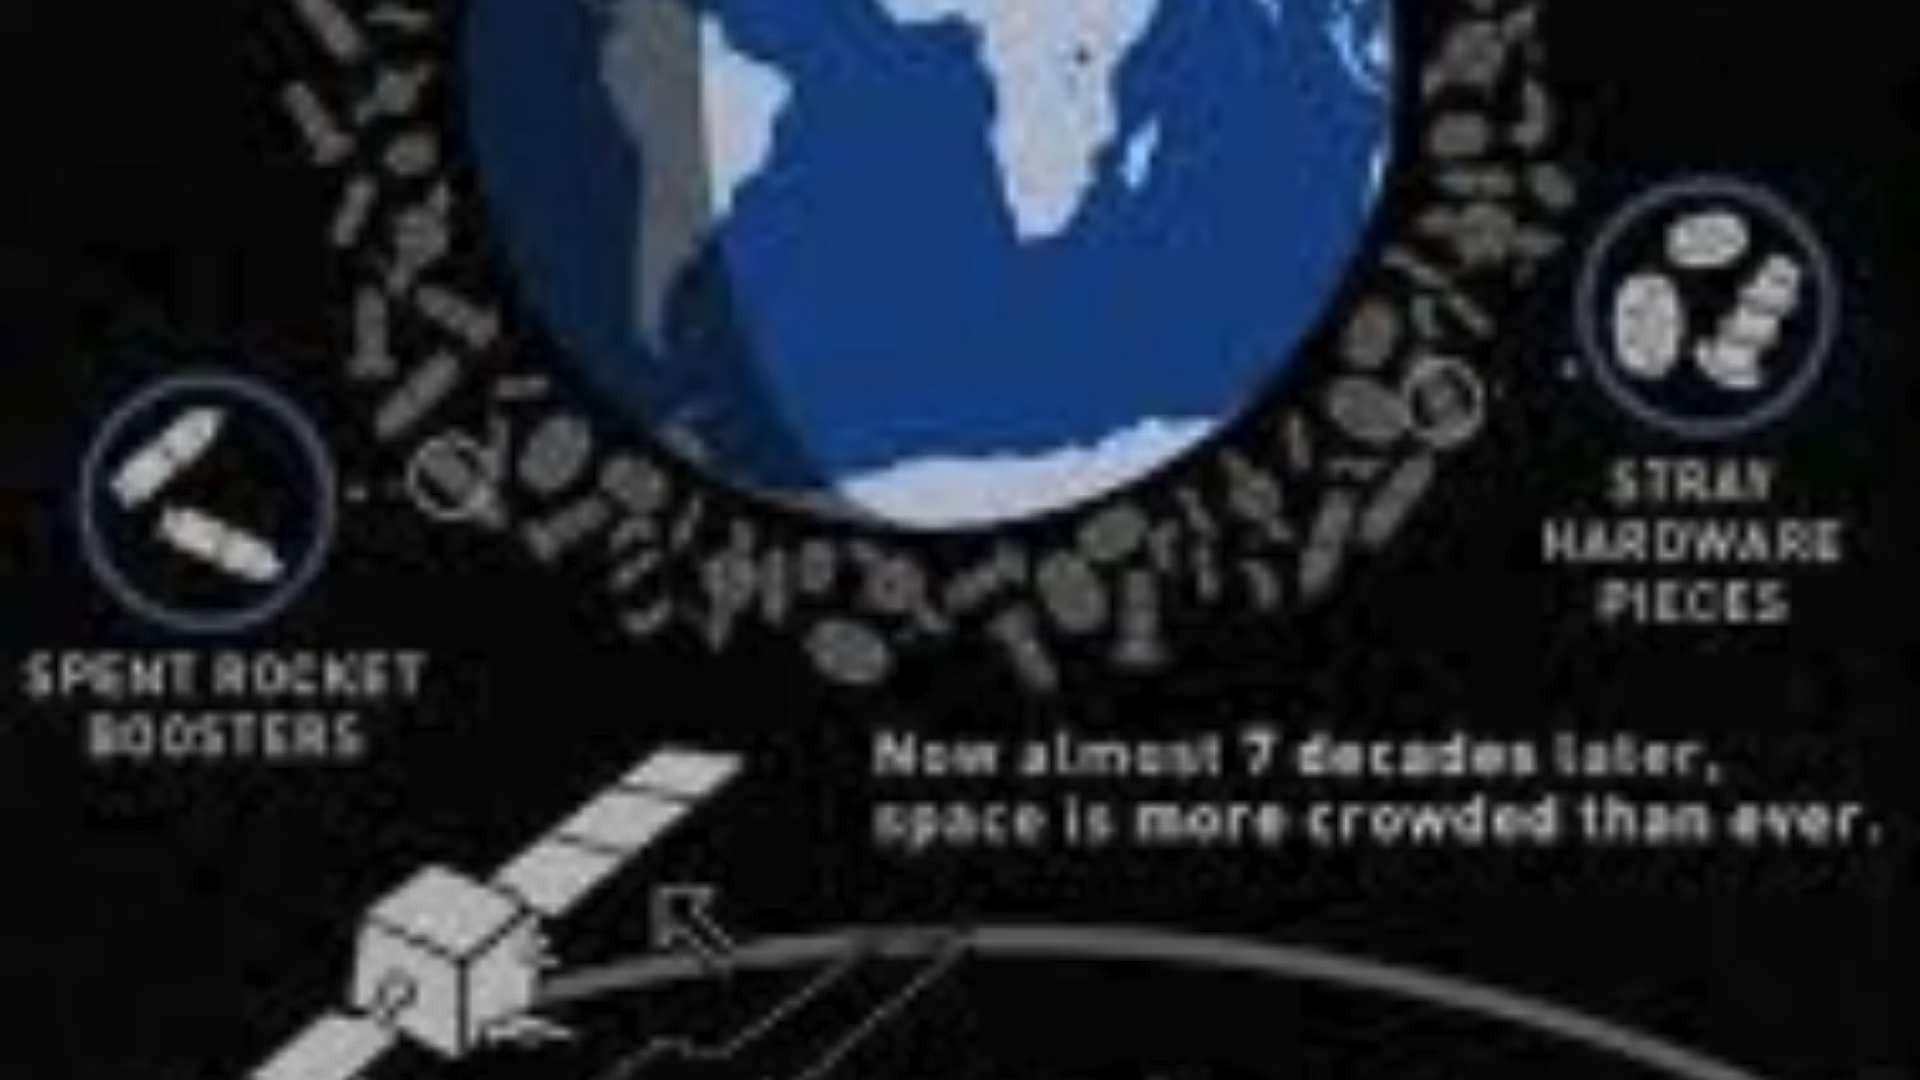 STRAY
HARDWARE
PIECES
SPENT ROCKET
BOOSTERS
Now almost 7 decades later,
space is more crowded than ever.